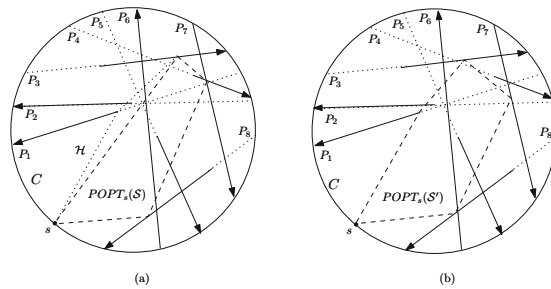 P5 P6 P7
P4
P3
P2
P1
H
C
P8
POPTs(S)
s
(a)
P5 P6 P7
P4
P3
P2
P1
C
P8
POPTs(S′)
s
(b)